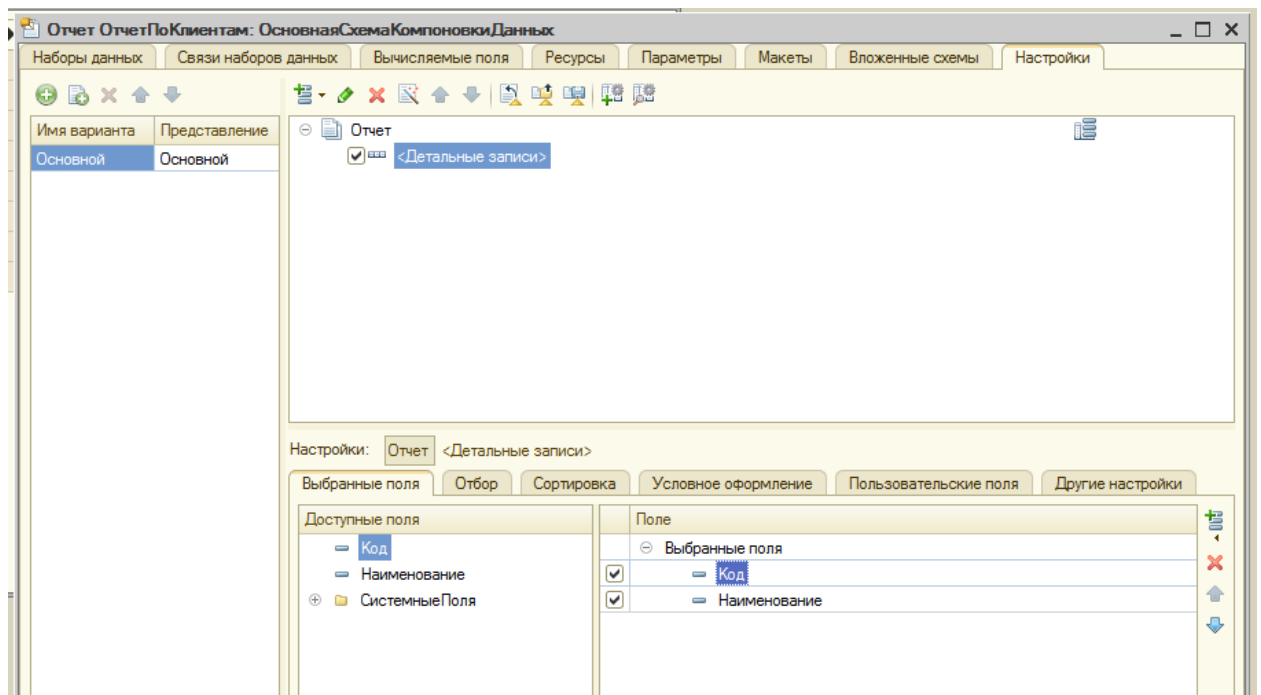 Отчет ОтчетПоКлиентам: ОсновнаяСхемаКомпоновкиДанных
Наборы данных Связи наборов данных Вычисляемые поля Ресурсы Параметры Макеты Вложенные схемы Настройки
Имя варианта Представление
Основной Основной
Отчет
<Детальные записи>
Настройки: Отчет <Детальные записи>
Выбранные поля Отбор Сортировка Условное оформление Пользовательские поля Другие настройки
Доступные поля Поле
Выбранные поля
Код Код
Наименование Наименование
СистемныеПоля